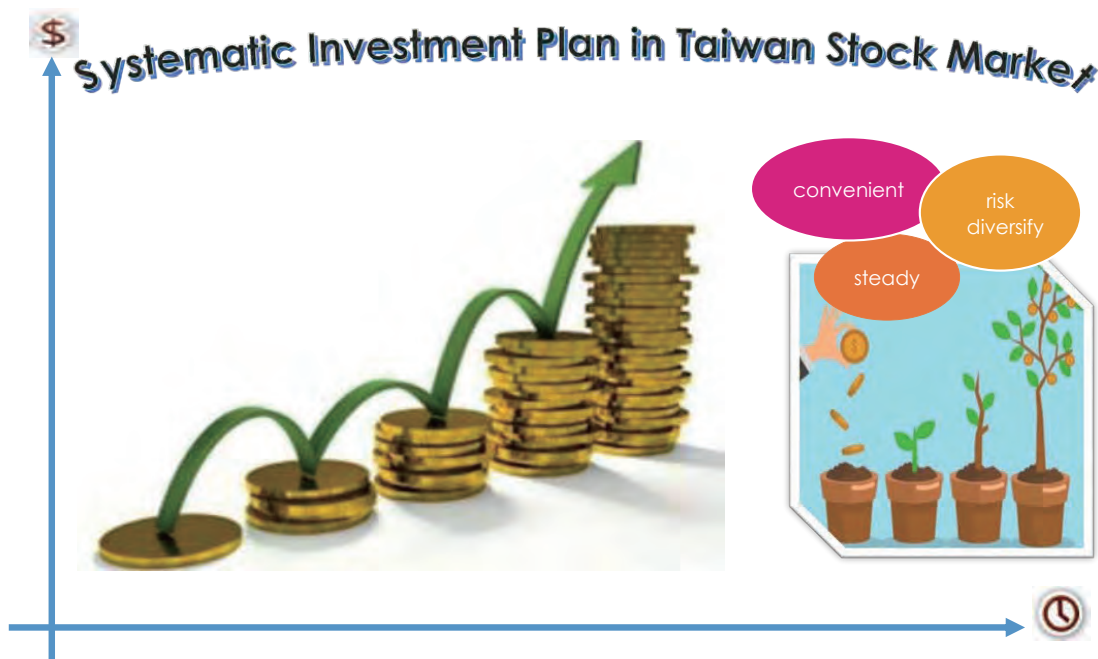 $
Systematic Investment Plan in Taiwan Stock Market
convenient
risk
diversify
steady
$